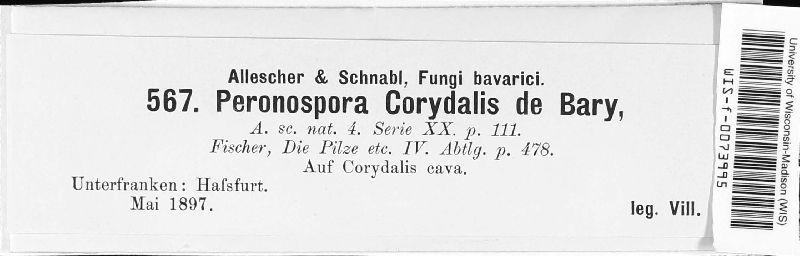 Allescher & Schnabl, Fungi bavarici.
567. Peronospora Corydalis de Bary,
A. sc. nat. 4. Serie XX. p. 111.
Fischer, Die Pilze etc. IV. Abtlg. p. 478.
Auf Corydalis cava.
Unterfranken: Hafsfurt.
Mai 1897.
leg. Vill.
WIS-f-0073995
University of Wisconsin-Madison (WIS)